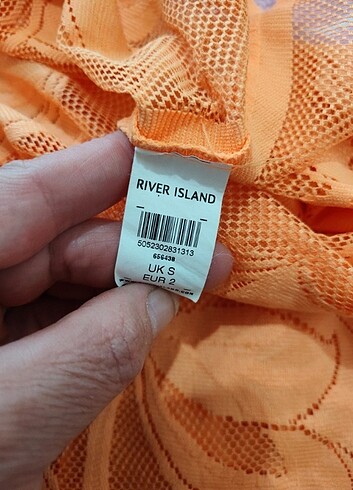 RIVER ISLAND
5052302831313
656438
UK S
EUR 2